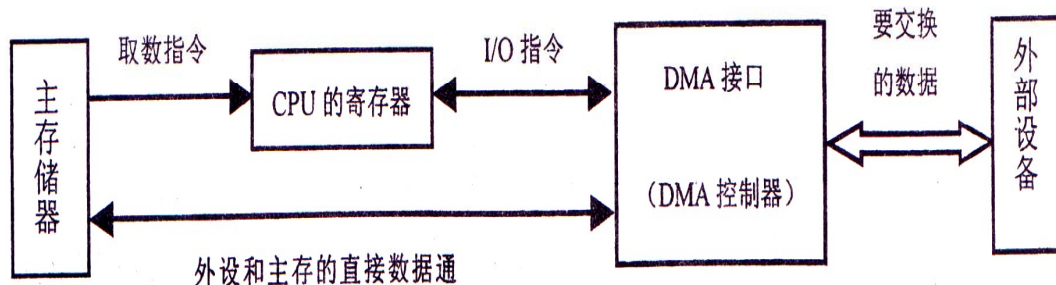 主存储器
取数指令
CPU 的寄存器
I/O 指令
DMA 接口
（DMA 控制器）
要交换
的数据
外部设备
外设和主存的直接数据通